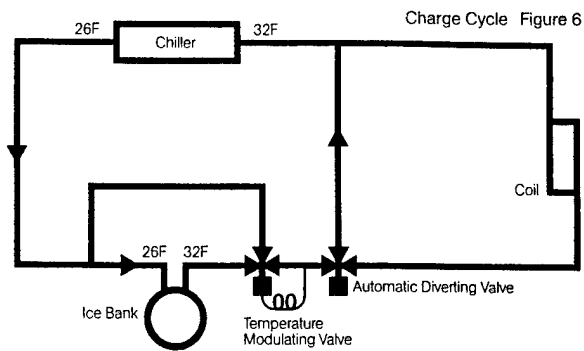 Charge Cycle Figure 6
26F
Chiller
32F
Coil
26F
32F
Automatic Diverting Valve
Ice Bank
Temperature
Modulating Valve